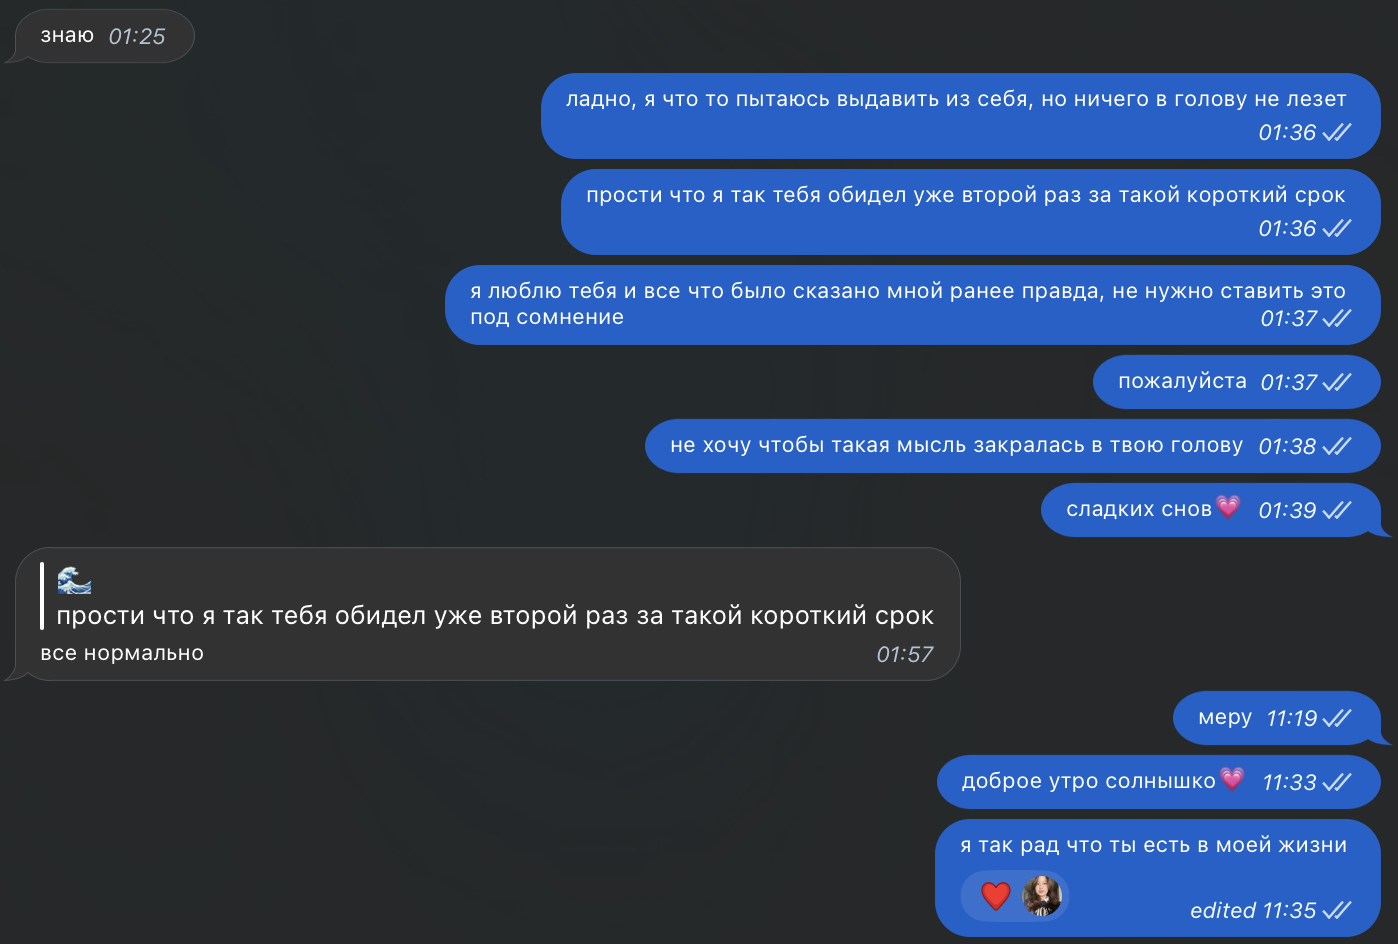 знаю 01:25
ладно, я что то пытаюсь выдавить из себя, но ничего в голову не лезет
01:36
прости что я так тебя обидел уже второй раз за такой короткий срок
01:36
я люблю тебя и все что было сказано мной ранее правда, не нужно ставить это
под сомнение 01:37
пожалуйста 01:37
не хочу чтобы такая мысль закралась в твою голову 01:38
сладких снов💗 01:39
🌊
прости что я так тебя обидел уже второй раз за такой короткий срок
все нормально 01:57
меру 11:19
доброе утро солнышко💗 11:33
я так рад что ты есть в моей жизни
❤️ edited 11:35